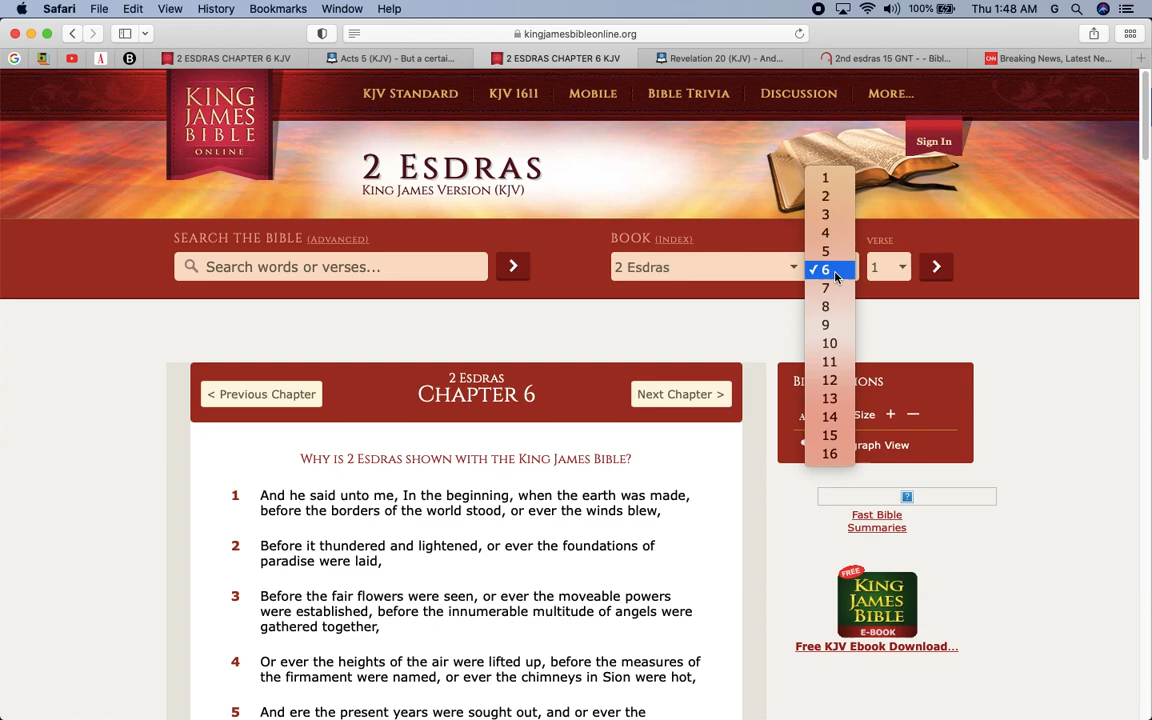 Safari File Edit View History Bookmarks Window Help 100% Thu 1:48 AM G
kingjamesbibleonline.org
2 ESDRAS CHAPTER 6 KJV
Acts 5 (KJV) - But a certai...
2 ESDRAS CHAPTER 6 KJV
Revelation 20 (KJV) - And...
2nd esdras 15 GNT - - Bibl...
Breaking News, Latest Ne...
KING
JAMES
BIBLE
ONLINE
KJV STANDARD KJV 1611 MOBILE BIBLE TRIVIA DISCUSSION MORE...
Sign In
2 ESDRAS
KING JAMES VERSION (KJV)
SEARCH THE BIBLE (ADVANCED)
Search words or verses...
BOOK (INDEX)
2 Esdras
VERSE
1
1
2
3
4
5
✓ 6
7
8
9
10
11
12
13
14
15
16
< Previous Chapter
2 ESDRAS
CHAPTER 6
Next Chapter >
BI IONS
A Size + —
graph View
WHY IS 2 ESDRAS SHOWN WITH THE KING JAMES BIBLE?
1 And he said unto me, In the beginning, when the earth was made,
before the borders of the world stood, or ever the winds blew,
2 Before it thundered and lightened, or ever the foundations of
paradise were laid,
3 Before the fair flowers were seen, or ever the moveable powers
were established, before the innumerable multitude of angels were
gathered together,
4 Or ever the heights of the air were lifted up, before the measures of
the firmament were named, or ever the chimneys in Sion were hot,
5 And ere the present years were sought out, and or ever the
?
Fast Bible
Summaries
FREE
KING
JAMES
BIBLE
E-BOOK
Free KJV Ebook Download...